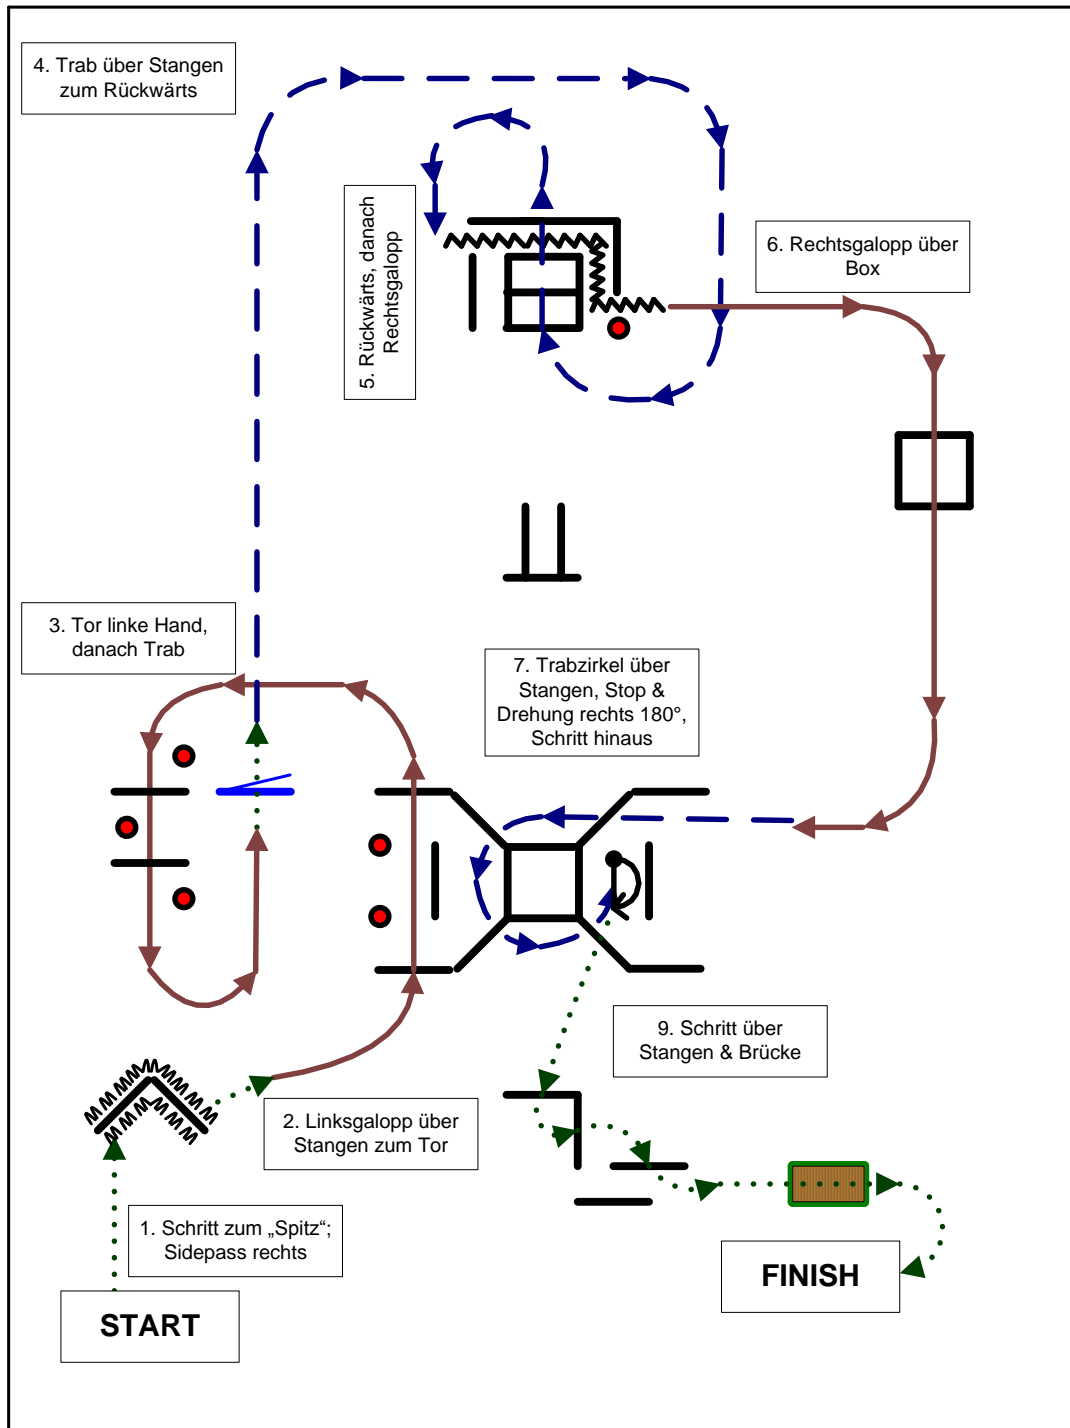 4. Trab über Stangen
zum Rückwärts
5. Rückwärts, danach
Rechtsgalopp
6. Rechtsgalopp über
Box
3. Tor linke Hand,
danach Trab
7. Trabzirkel über
Stangen, Stop &
Drehung rechts 180°,
Schritt hinaus
9. Schritt über
Stangen & Brücke
2. Linksgalopp über
Stangen zum Tor
1. Schritt zum „Spitz“;
Sidepass rechts
START
FINISH